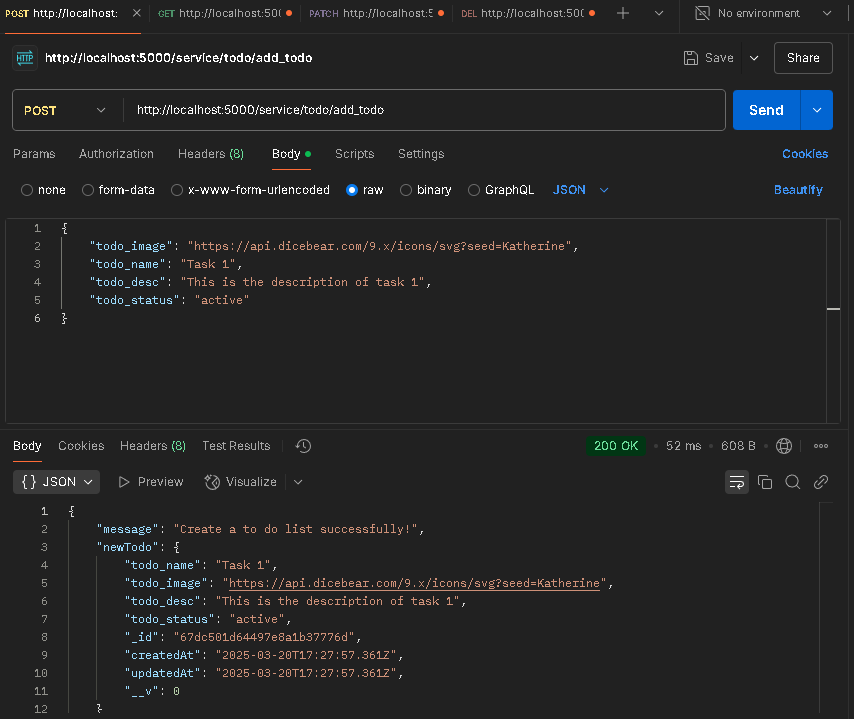 POST http://localhost: GET http://localhost:500 PATCH http://localhost:5 DEL http://localhost:500 No environment
HTTP http://localhost:5000/service/todo/add_todo Save Share
POST http://localhost:5000/service/todo/add_todo Send
Params Authorization Headers (8) Body Scripts Settings Cookies
none form-data x-www-form-urlencoded raw binary GraphQL JSON Beautify
1 {
2 "todo_image": "https://api.dicebear.com/9.x/icons/svg?seed=Katherine",
3 "todo_name": "Task 1",
4 "todo_desc": "This is the description of task 1",
5 "todo_status": "active"
6 }
Body Cookies Headers (8) Test Results 200 OK 52 ms 608 B
{} JSON Preview Visualize
1 {
2 "message": "Create a to do list successfully!",
3 "newTodo": {
4 "todo_name": "Task 1",
5 "todo_image": "https://api.dicebear.com/9.x/icons/svg?seed=Katherine",
6 "todo_desc": "This is the description of task 1",
7 "todo_status": "active",
8 "_id": "67dc501d64497e8a1b37776d",
9 "createdAt": "2025-03-20T17:27:57.361Z",
10 "updatedAt": "2025-03-20T17:27:57.361Z",
11 "__v": 0
12 }